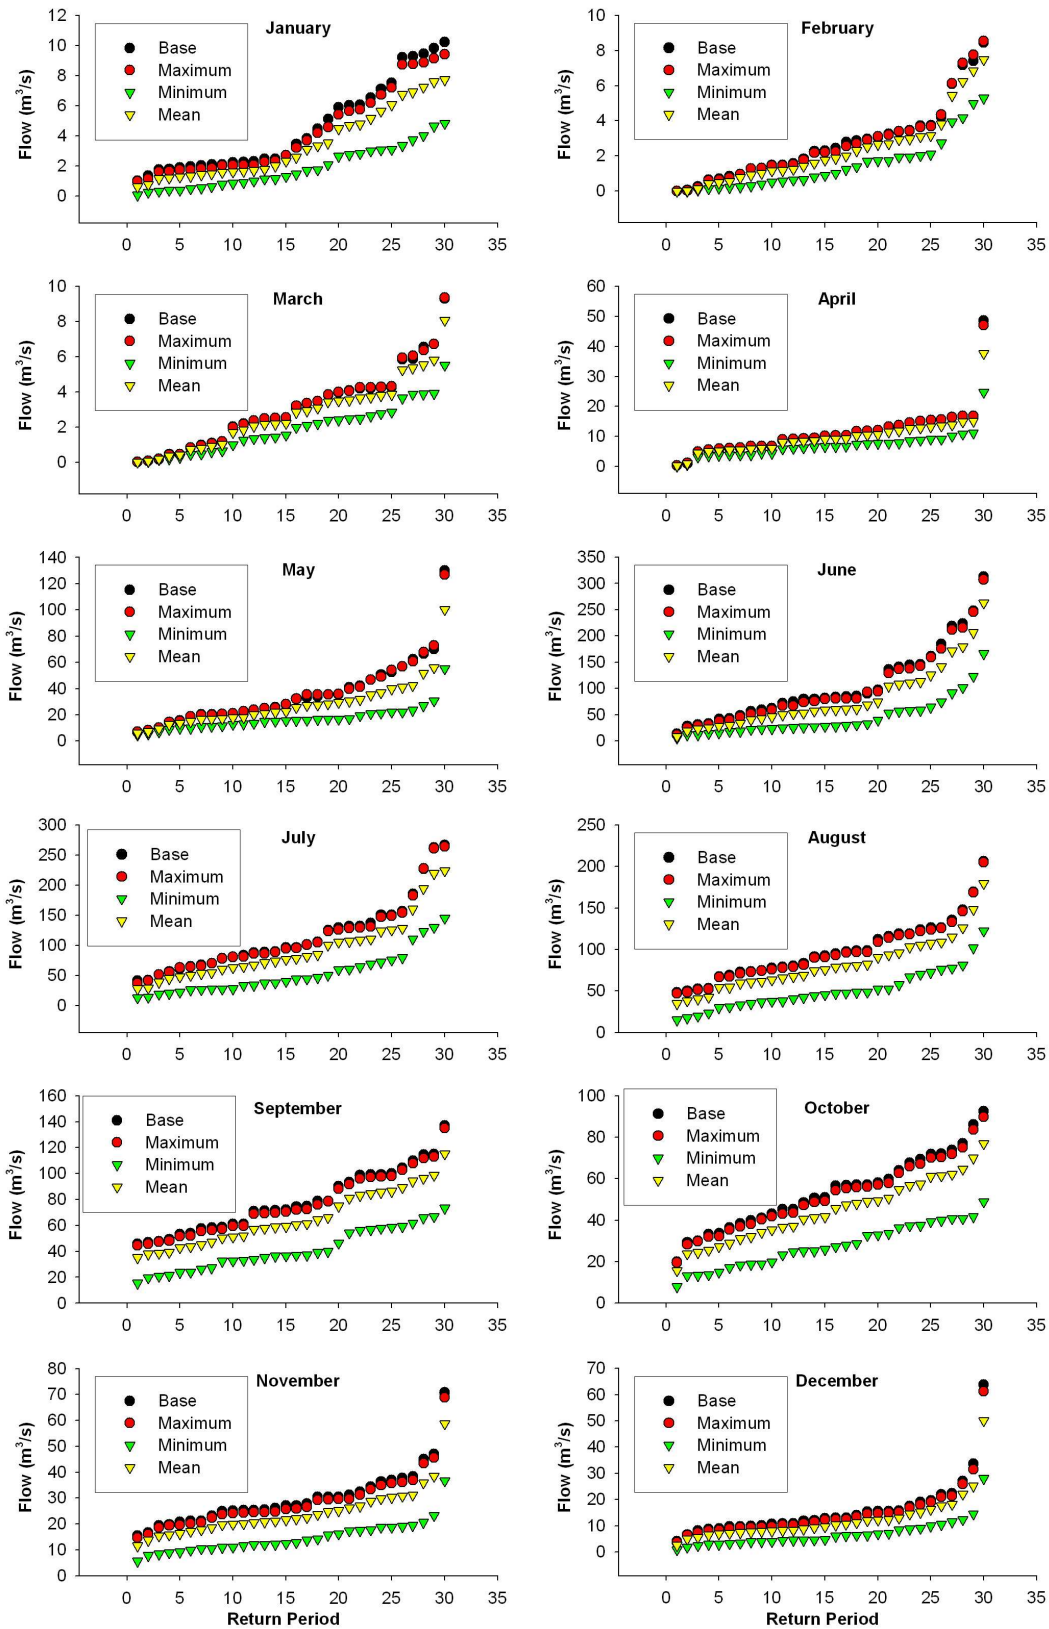 January
February
12
10
8
6
4
2
0
Flow (m³/s)
Base
Maximum
Minimum
Mean
0 5 10 15 20 25 30 35
10
8
6
4
2
0
Flow (m³/s)
Base
Maximum
Minimum
Mean
0 5 10 15 20 25 30 35
March
April
10
8
6
4
2
0
Flow (m³/s)
Base
Maximum
Minimum
Mean
0 5 10 15 20 25 30 35
60
50
40
30
20
10
0
Flow (m³/s)
Base
Maximum
Minimum
Mean
0 5 10 15 20 25 30 35
May
June
140
120
100
80
60
40
20
0
Flow (m³/s)
Base
Maximum
Minimum
Mean
0 5 10 15 20 25 30 35
350
300
250
200
150
100
50
0
Flow (m³/s)
Base
Maximum
Minimum
Mean
0 5 10 15 20 25 30 35
July
August
300
250
200
150
100
50
0
Flow (m³/s)
Base
Maximum
Minimum
Mean
0 5 10 15 20 25 30 35
250
200
150
100
50
0
Flow (m³/s)
Base
Maximum
Minimum
Mean
0 5 10 15 20 25 30 35
September
October
160
140
120
100
80
60
40
20
0
Flow (m³/s)
Base
Maximum
Minimum
Mean
0 5 10 15 20 25 30 35
100
80
60
40
20
0
Flow (m³/s)
Base
Maximum
Minimum
Mean
0 5 10 15 20 25 30 35
November
December
80
70
60
50
40
30
20
10
0
Flow (m³/s)
Base
Maximum
Minimum
Mean
0 5 10 15 20 25 30 35
Return Period
70
60
50
40
30
20
10
0
Flow (m³/s)
Base
Maximum
Minimum
Mean
0 5 10 15 20 25 30 35
Return Period